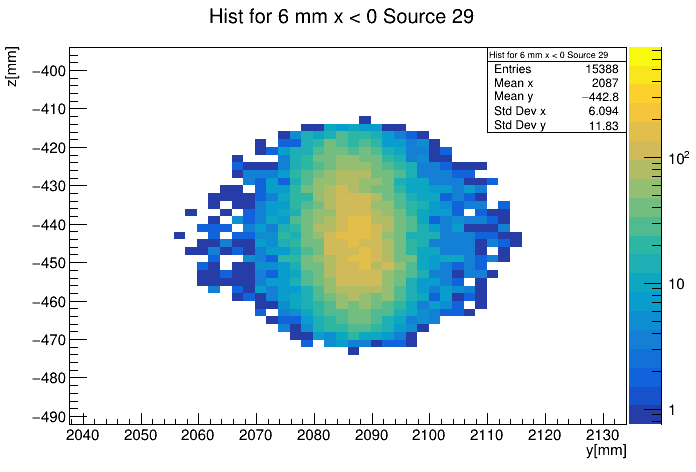 Hist for 6 mm x < 0 Source 29
z[mm]
Hist for 6 mm x < 0 Source 29
Entries 15388
Mean x 2087
Mean y −442.8
Std Dev x 6.094
Std Dev y 11.83
−400
−410
−420
−430
−440
−450
−460
−470
−480
−490
10²
10
1
2040 2050 2060 2070 2080 2090 2100 2110 2120 2130
y[mm]